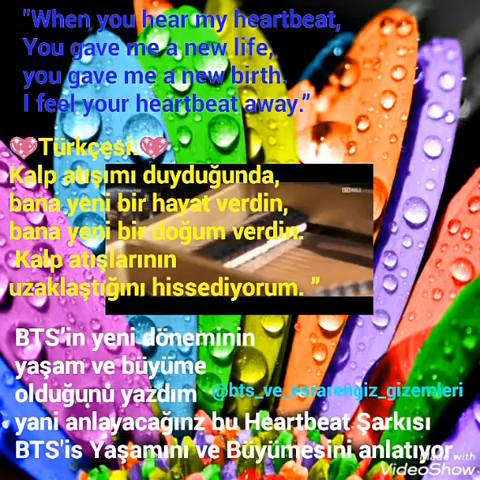 "When you hear my heartbeat,
You gave me a new life,
you gave me a new birth.
I feel your heartbeat away."
💖Türkçesi:💖
Kalp atışımı duyduğunda,
bana yeni bir hayat verdin,
bana yeni bir doğum verdin.
Kalp atışlarının
uzaklaştığını hissediyorum. "
BTS'in yeni döneminin
yaşam ve büyüme
olduğunu yazdım
@bts_ve_esrarengiz_gizemleri
yani anlayacağınz bu Heartbeat Şarkısı
BTS'is Yaşamını ve Büyümesini anlatıyor
Made with
VideoShow